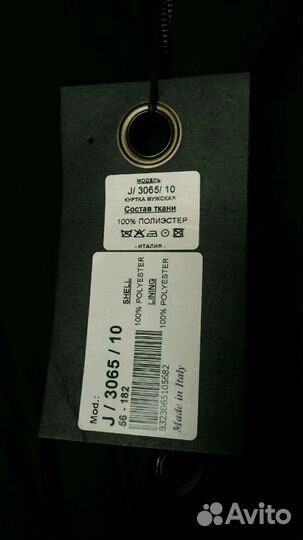 МОДЕЛЬ
J/ 3065/ 10
КУРТКА МУЖСКАЯ
Состав ткани
100% ПОЛИЭСТЕР
- ИТАЛИЯ -
Mod.:
J / 3065 / 10
56 - 182
SHELL
100% POLYESTER
LINING
100% POLYESTER
8323065105682
Made in Italy
Avito